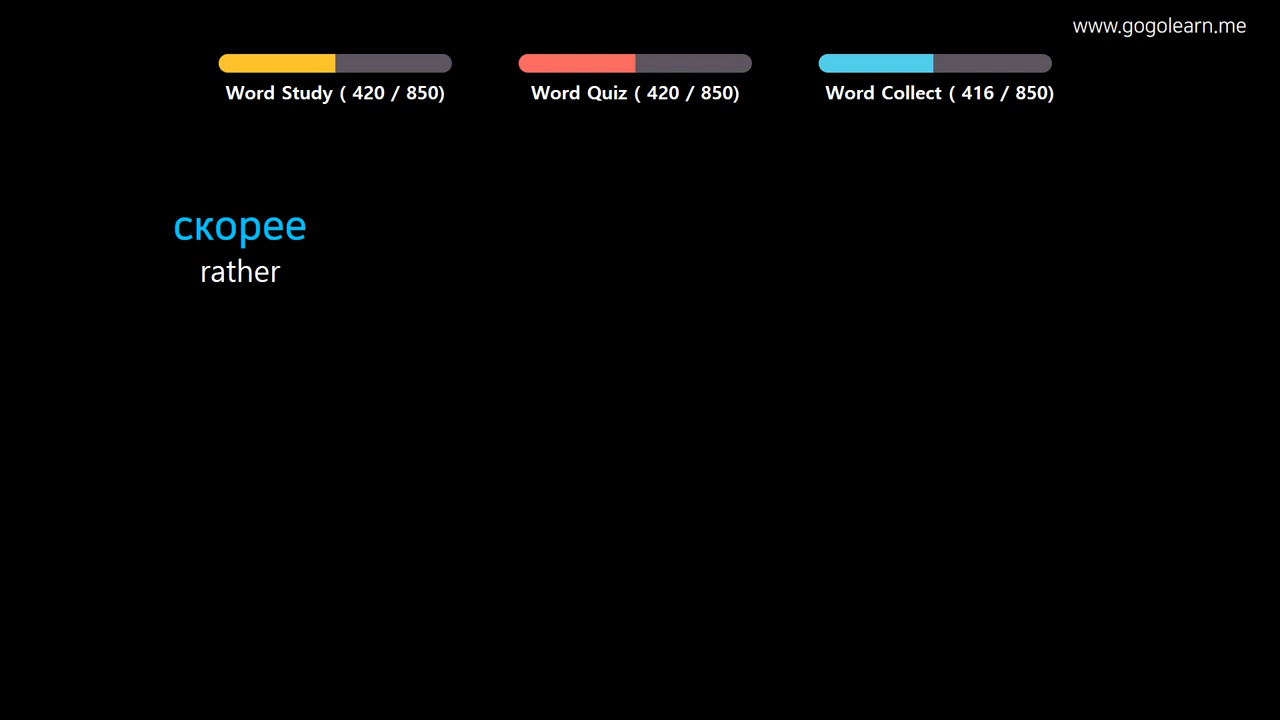 www.gogolearn.me
Word Study ( 420 / 850)
Word Quiz ( 420 / 850)
Word Collect ( 416 / 850)
скорее
rather